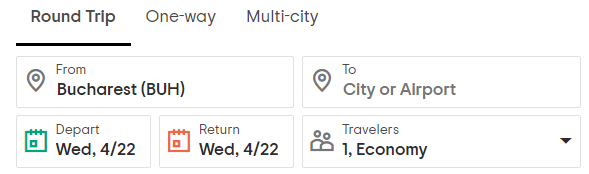 Round Trip One-way Multi-city
From
Bucharest (BUH)
To
City or Airport
Depart
Wed, 4/22
Return
Wed, 4/22
Travelers
1, Economy